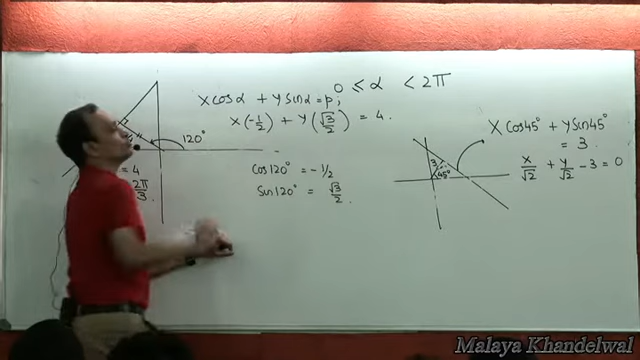 x cos α + y sin α = p; 0 ≤ α < 2π
x(-1/2) + y(√3/2) = 4.
120°
= 4
2π/3.
cos 120° = -1/2
sin 120° = √3/2.
3
45°
x cos 45° + y sin 45°
= 3
x/√2 + y/√2 - 3 = 0
Malaya Khandelwal